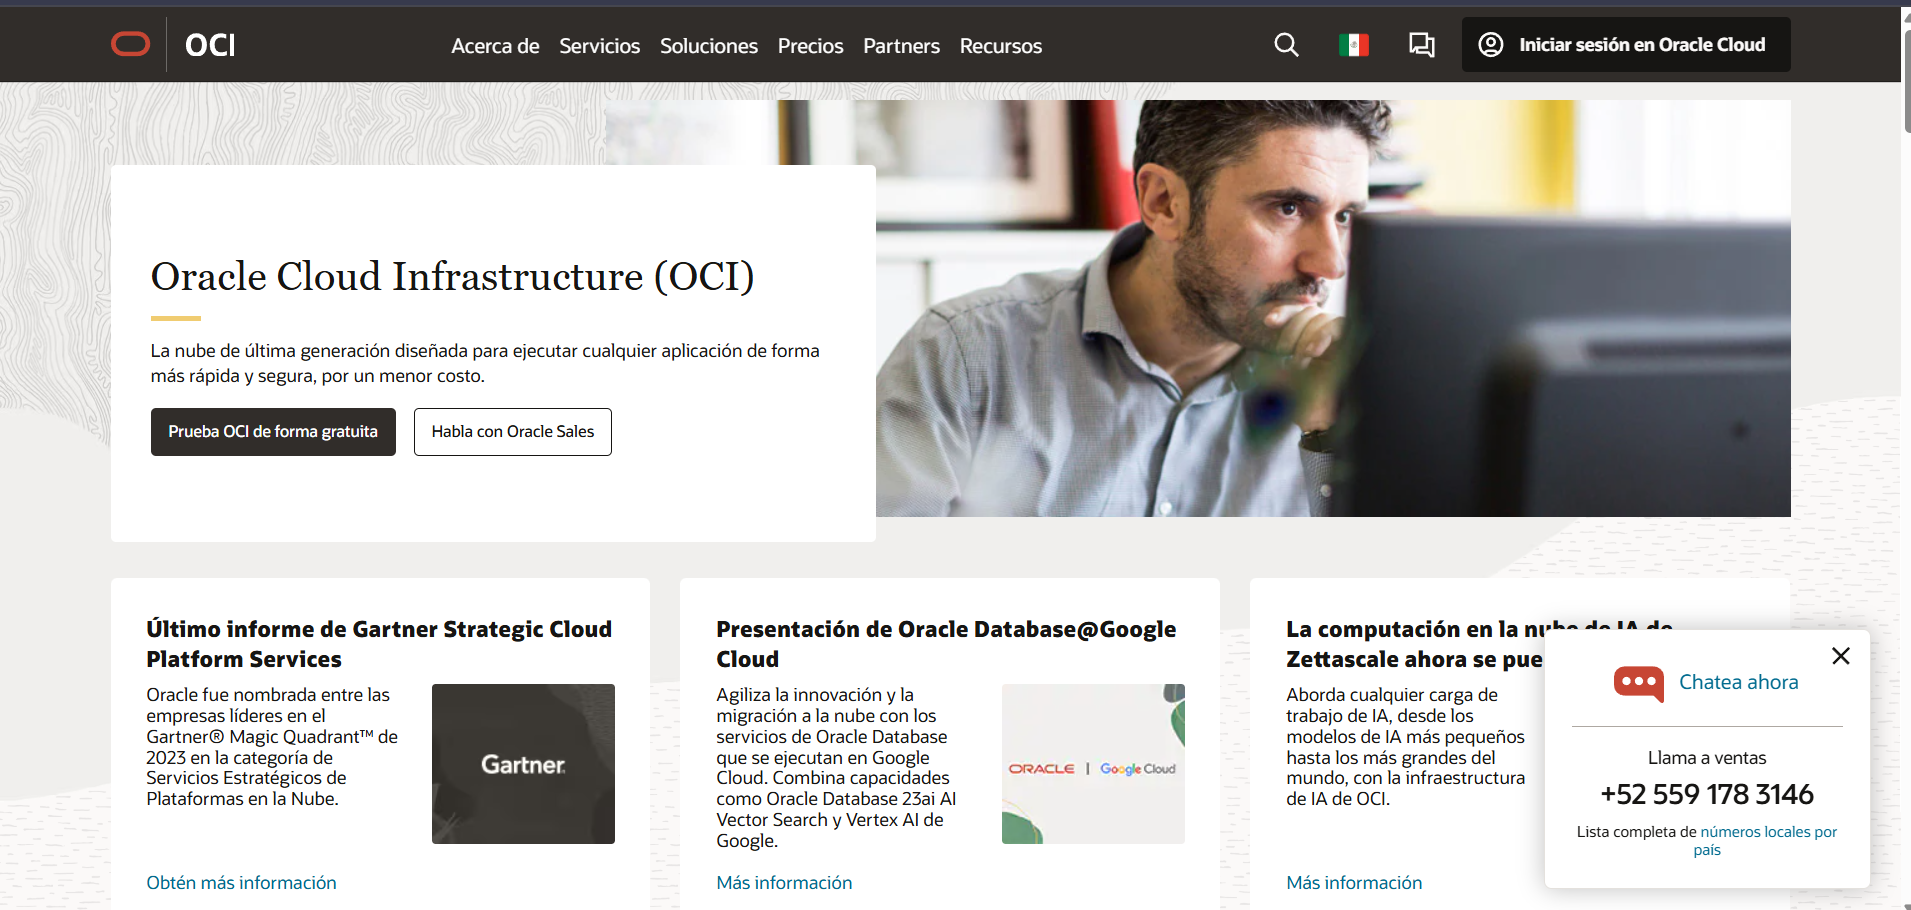 OCI
Acerca de Servicios Soluciones Precios Partners Recursos
Iniciar sesión en Oracle Cloud
Oracle Cloud Infrastructure (OCI)
La nube de última generación diseñada para ejecutar cualquier aplicación de forma
más rápida y segura, por un menor costo.
Prueba OCI de forma gratuita
Habla con Oracle Sales
Último informe de Gartner Strategic Cloud
Platform Services
Oracle fue nombrada entre las
empresas líderes en el
Gartner® Magic Quadrant™ de
2023 en la categoría de
Servicios Estratégicos de
Plataformas en la Nube.
Gartner
Obtén más información
Presentación de Oracle Database@Google
Cloud
Agiliza la innovación y la
migración a la nube con los
servicios de Oracle Database
que se ejecutan en Google
Cloud. Combina capacidades
como Oracle Database 23ai AI
Vector Search y Vertex AI de
Google.
ORACLE | Google Cloud
Más información
La computación en la nube de IA de
Zettascale ahora se pue
Aborda cualquier carga de
trabajo de IA, desde los
modelos de IA más pequeños
hasta los más grandes del
mundo, con la infraestructura
de IA de OCI.
Más información
Chatea ahora
Llama a ventas
+52 559 178 3146
Lista completa de números locales por
país